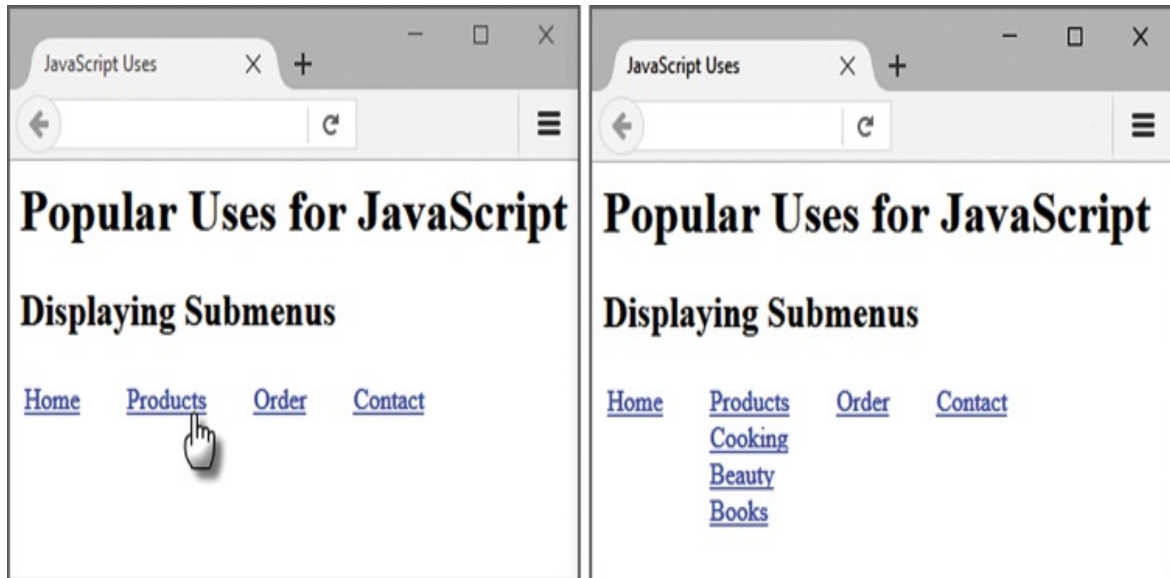 JavaScript Uses
Popular Uses for JavaScript
Displaying Submenus
Home Products Order Contact
JavaScript Uses
Popular Uses for JavaScript
Displaying Submenus
Home Products Order Contact
Cooking
Beauty
Books